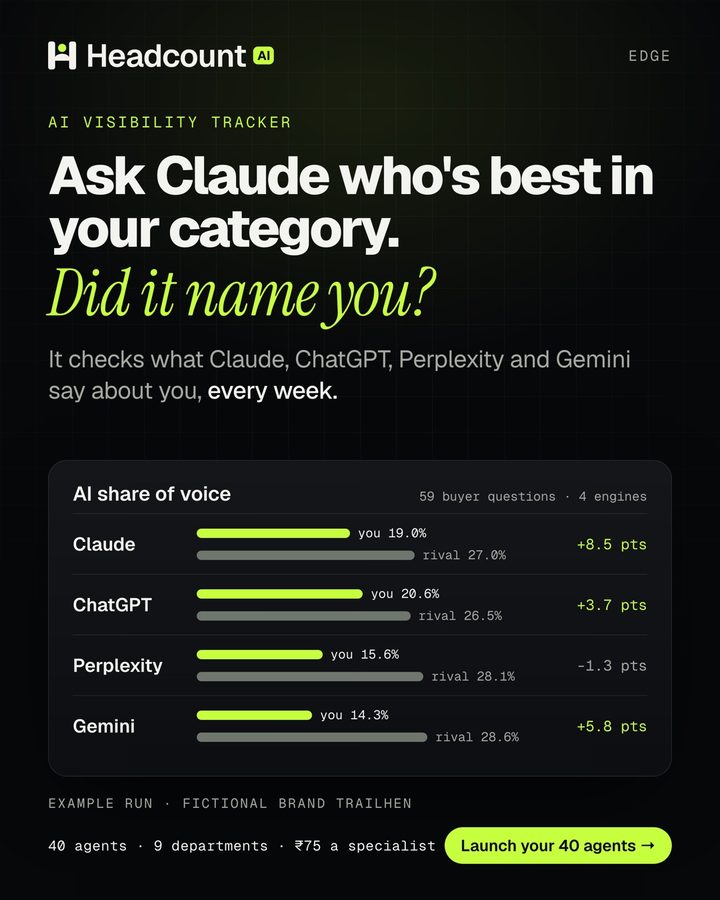 Headcount AI
EDGE
AI VISIBILITY TRACKER
Ask Claude who's best in
your category.
Did it name you?
It checks what Claude, ChatGPT, Perplexity and Gemini
say about you, every week.
AI share of voice
59 buyer questions · 4 engines
Claude
you 19.0%
rival 27.0%
+8.5 pts
ChatGPT
you 20.6%
rival 26.5%
+3.7 pts
Perplexity
you 15.6%
rival 28.1%
-1.3 pts
Gemini
you 14.3%
rival 28.6%
+5.8 pts
EXAMPLE RUN · FICTIONAL BRAND TRAILHEN
40 agents · 9 departments · ₹75 a specialist
Launch your 40 agents →